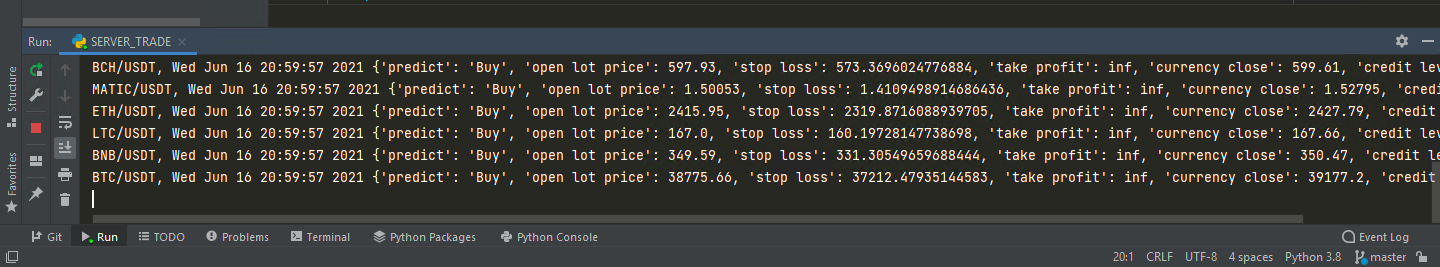 Run: SERVER_TRADE
BCH/USDT, Wed Jun 16 20:59:57 2021 {'predict': 'Buy', 'open lot price': 597.93, 'stop loss': 573.3696024776884, 'take profit': inf, 'currency close': 599.61, 'credit lev
MATIC/USDT, Wed Jun 16 20:59:57 2021 {'predict': 'Buy', 'open lot price': 1.50053, 'stop loss': 1.4109498914686436, 'take profit': inf, 'currency close': 1.52795, 'credi
ETH/USDT, Wed Jun 16 20:59:57 2021 {'predict': 'Buy', 'open lot price': 2415.95, 'stop loss': 2319.8716088939705, 'take profit': inf, 'currency close': 2427.79, 'credit
LTC/USDT, Wed Jun 16 20:59:57 2021 {'predict': 'Buy', 'open lot price': 167.0, 'stop loss': 160.19728147738698, 'take profit': inf, 'currency close': 167.66, 'credit le
BNB/USDT, Wed Jun 16 20:59:57 2021 {'predict': 'Buy', 'open lot price': 349.59, 'stop loss': 331.30549659688444, 'take profit': inf, 'currency close': 350.47, 'credit le
BTC/USDT, Wed Jun 16 20:59:57 2021 {'predict': 'Buy', 'open lot price': 38775.66, 'stop loss': 37212.47935144583, 'take profit': inf, 'currency close': 39177.2, 'credit
Structure
Favorites
Git Run TODO Problems Terminal Python Packages Python Console Event Log
20:1 CRLF UTF-8 4 spaces Python 3.8 master